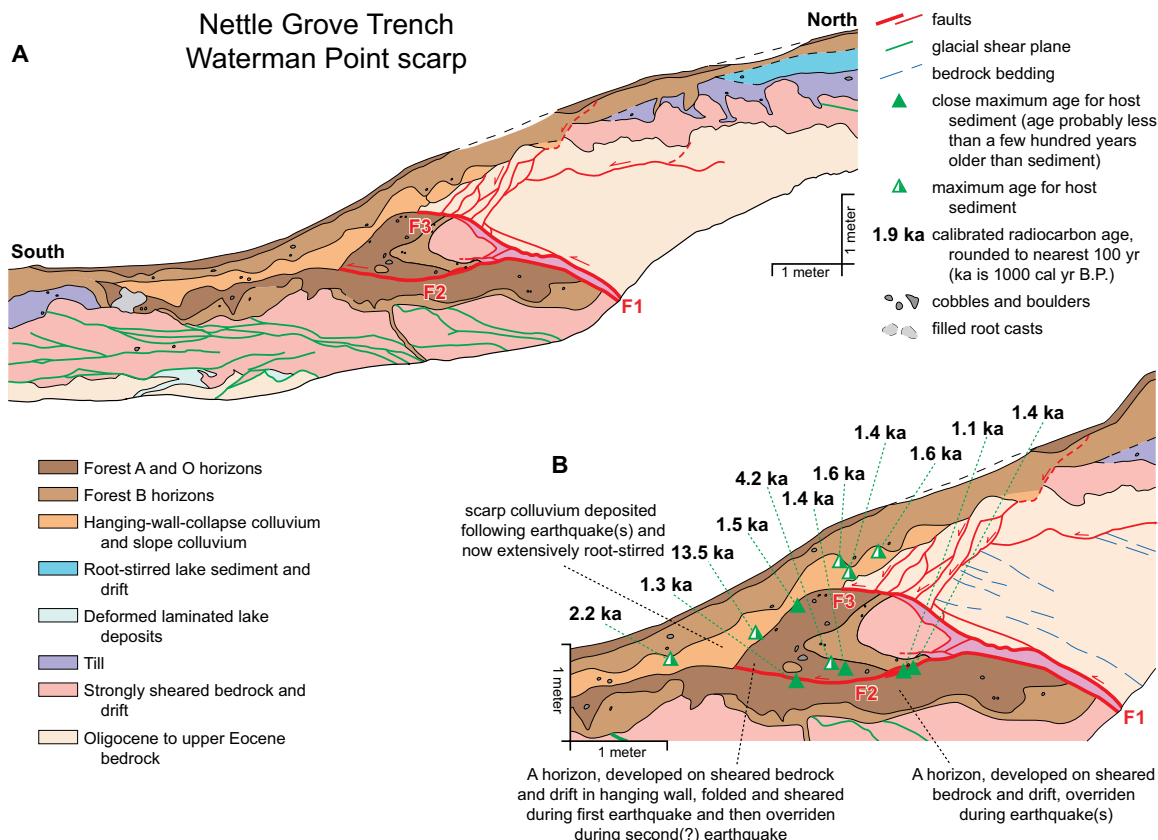 Nettle Grove Trench
Waterman Point scarp
A
North
South
F3
F2
F1
1 meter
1 meter
faults
glacial shear plane
bedrock bedding
close maximum age for host
sediment (age probably less
than a few hundred years
older than sediment)
maximum age for host
sediment
1.9 ka calibrated radiocarbon age,
rounded to nearest 100 yr
(ka is 1000 cal yr B.P.)
cobbles and boulders
filled root casts
Forest A and O horizons
Forest B horizons
Hanging-wall-collapse colluvium
and slope colluvium
Root-stirred lake sediment and
drift
Deformed laminated lake
deposits
Till
Strongly sheared bedrock and
drift
Oligocene to upper Eocene
bedrock
B
scarp colluvium deposited
following earthquake(s) and
now extensively root-stirred
2.2 ka
1.3 ka
13.5 ka
1.5 ka
4.2 ka
1.4 ka
1.6 ka
1.4 ka
1.6 ka
1.1 ka
1.4 ka
F3
F2
F1
1 meter
1 meter
A horizon, developed on sheared bedrock
and drift in hanging wall, folded and sheared
during first earthquake and then overriden
during second(?) earthquake
A horizon, developed on sheared
bedrock and drift, overriden
during earthquake(s)